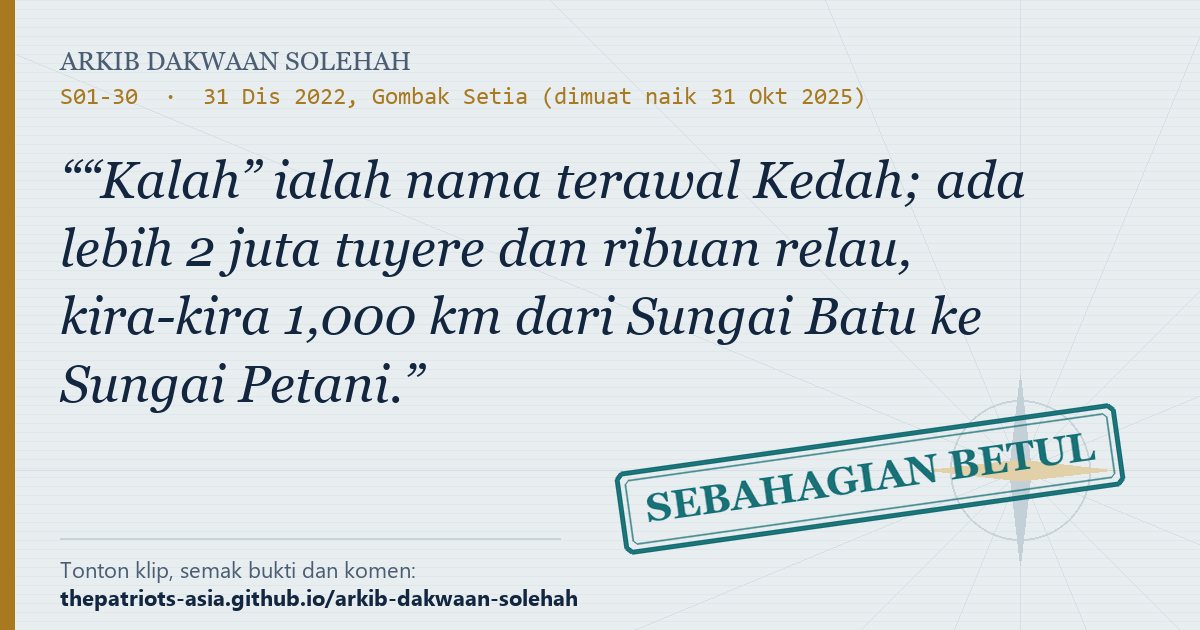 ARKIB DAKWAAN SOLEHAH
S01-30 · 31 Dis 2022, Gombak Setia (dimuat naik 31 Okt 2025)
““Kalah” ialah nama terawal Kedah; ada
lebih 2 juta tuyere dan ribuan relau,
kira-kira 1,000 km dari Sungai Batu ke
Sungai Petani.”
SEBAHAGIAN BETUL
Tonton klip, semak bukti dan komen:
thepatriots-asia.github.io/arkib-dakwaan-solehah